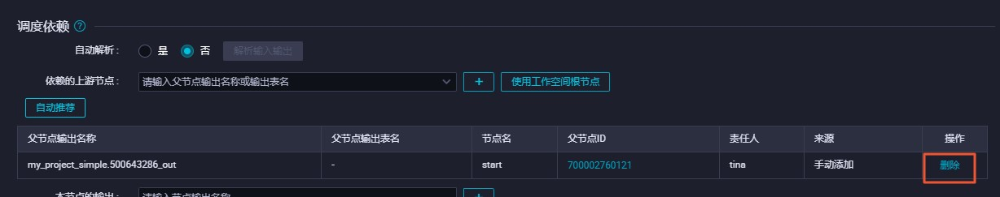 调度依赖 ?
自动解析： 是 否 解析输入输出
依赖的上游节点： 请输入父节点输出名称或输出表名 + 使用工作空间根节点
自动推荐
父节点输出名称 父节点输出表名 节点名 父节点ID 责任人 来源 操作
my_project_simple.500643286_out - start 700002760121 tina 手动添加 删除
本节点的输出： 请输入节点输出名称 +